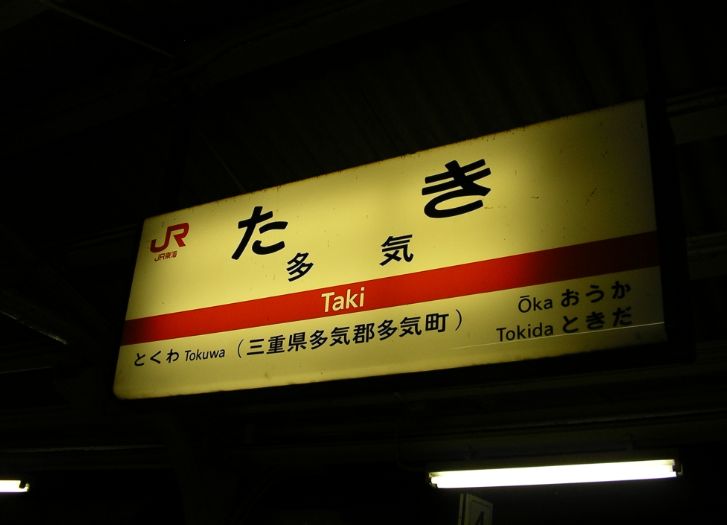 JR
JR東海
たき
多気
Taki
とくわ Tokuwa
(三重県多気郡多気町)
Ōka おうか
Tokida ときだ
4